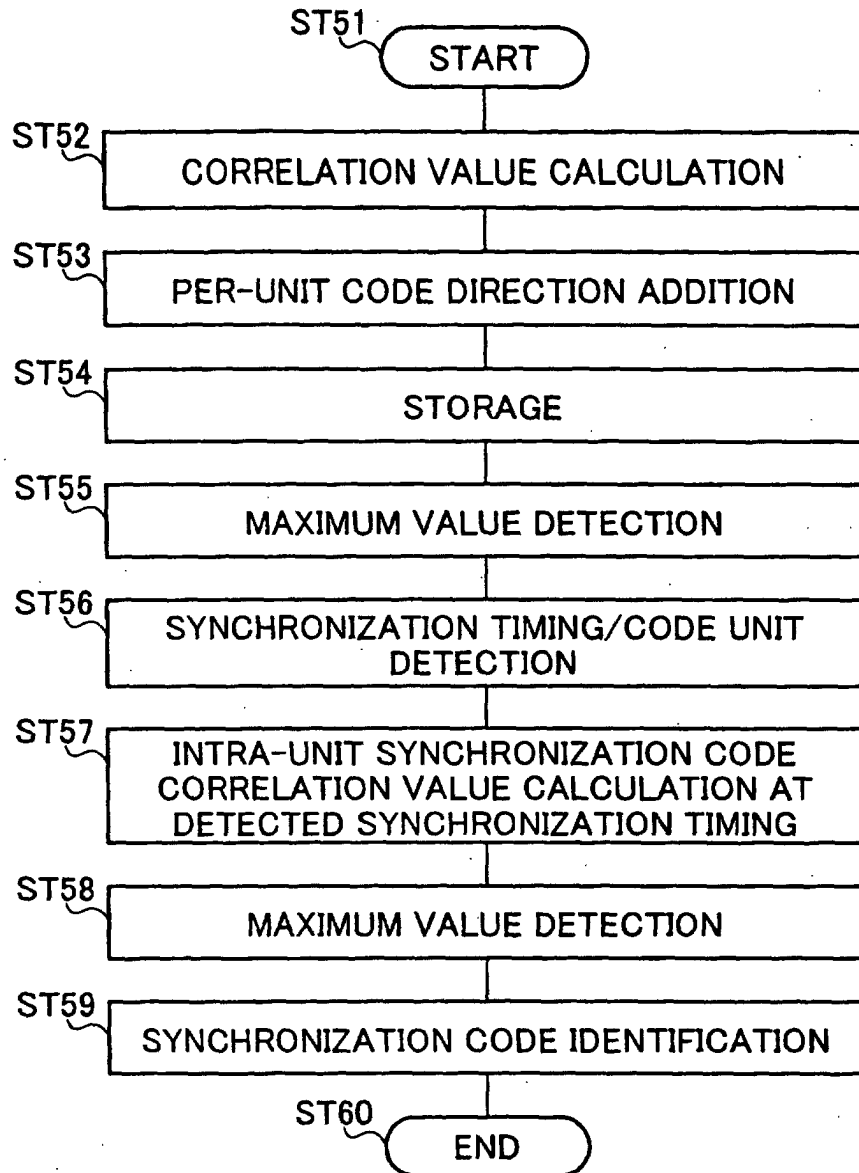 ST51
START
ST52
CORRELATION VALUE CALCULATION
ST53
PER-UNIT CODE DIRECTION ADDITION
ST54
STORAGE
ST55
MAXIMUM VALUE DETECTION
ST56
SYNCHRONIZATION TIMING/CODE UNIT
DETECTION
ST57
INTRA-UNIT SYNCHRONIZATION CODE
CORRELATION VALUE CALCULATION AT
DETECTED SYNCHRONIZATION TIMING
ST58
MAXIMUM VALUE DETECTION
ST59
SYNCHRONIZATION CODE IDENTIFICATION
ST60
END